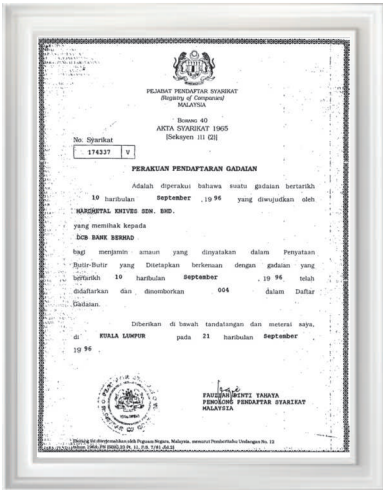 PEJABAT PENDAFTAR SYARIKAT
(Registry of Companies)
MALAYSIA
BORANG 40
AKTA SYARIKAT 1965
[Seksyen 111 (2)]
No. Syarikat
174337 V
PERAKUAN PENDAFTARAN GADAIAN
Adalah diperakui bahawa suatu gadaian bertarikh
10 haribulan September , 19 96 yang diwujudkan oleh
HARDMETAL KNIVES SDN. BHD.
yang memihak kepada
DCB BANK BERHAD
bagi menjamin amaun yang dinyatakan dalam Penyataan
Butir-Butir yang Ditetapkan berkenaan dengan gadaian yang
bertarikh 10 haribulan September , 19 96 telah
didaftarkan dan dinomborkan 004 dalam Daftar
Gadaian.
Diberikan di bawah tandatangan dan meterai saya,
di KUALA LUMPUR pada 21 haribulan September
19 96 .
FAUZIAH BINTI YAHAYA
PENOLONG PENDAFTAR SYARIKAT
MALAYSIA